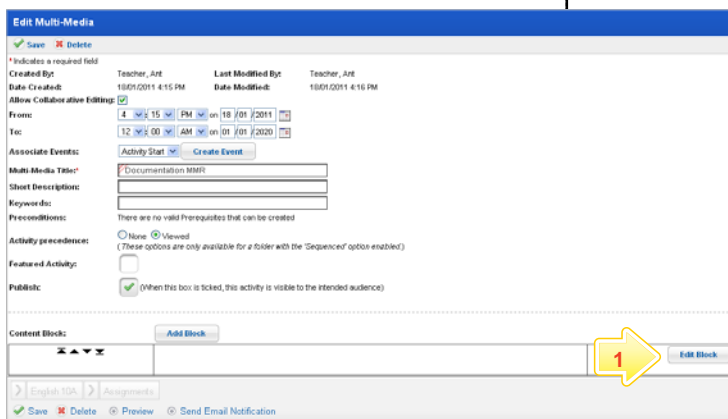 Edit Multi-Media
Save Delete
* Indicates a required field
Created By: Teacher, Ant Last Modified By: Teacher, Ant
Date Created: 18/01/2011 4:15 PM Date Modified: 18/01/2011 4:16 PM
Allow Collaborative Editing:
From: 4 : 15 PM on 18 /01 /2011
To: 12 : 00 AM on 01 /01 /2020
Associate Events: Activity Start Create Event
Multi-Media Title:* Documentation MMR
Short Description:
Keywords:
Preconditions: There are no valid Prerequisites that can be created
Activity precedence: None Viewed
(These options are only available for a folder with the 'Sequenced' option enabled.)
Featured Activity:
Publish: (When this box is ticked, this activity is visible to the intended audience)
Content Block: Add Block
1 Edit Block
English 10A Assignments
Save Delete Preview Send Email Notification